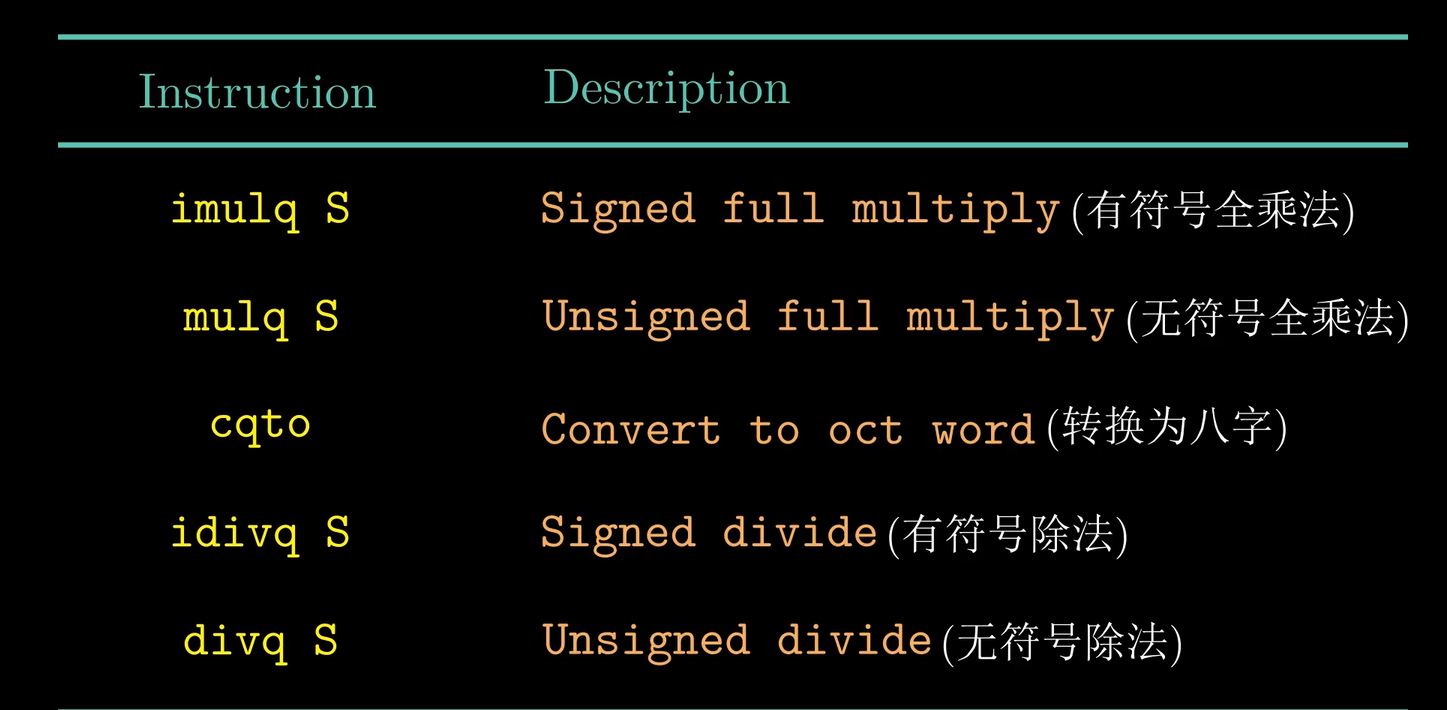 Instruction Description
imulq S Signed full multiply (有符号全乘法)
mulq S Unsigned full multiply (无符号全乘法)
cqto Convert to oct word (转换为八字)
idivq S Signed divide (有符号除法)
divq S Unsigned divide (无符号除法)